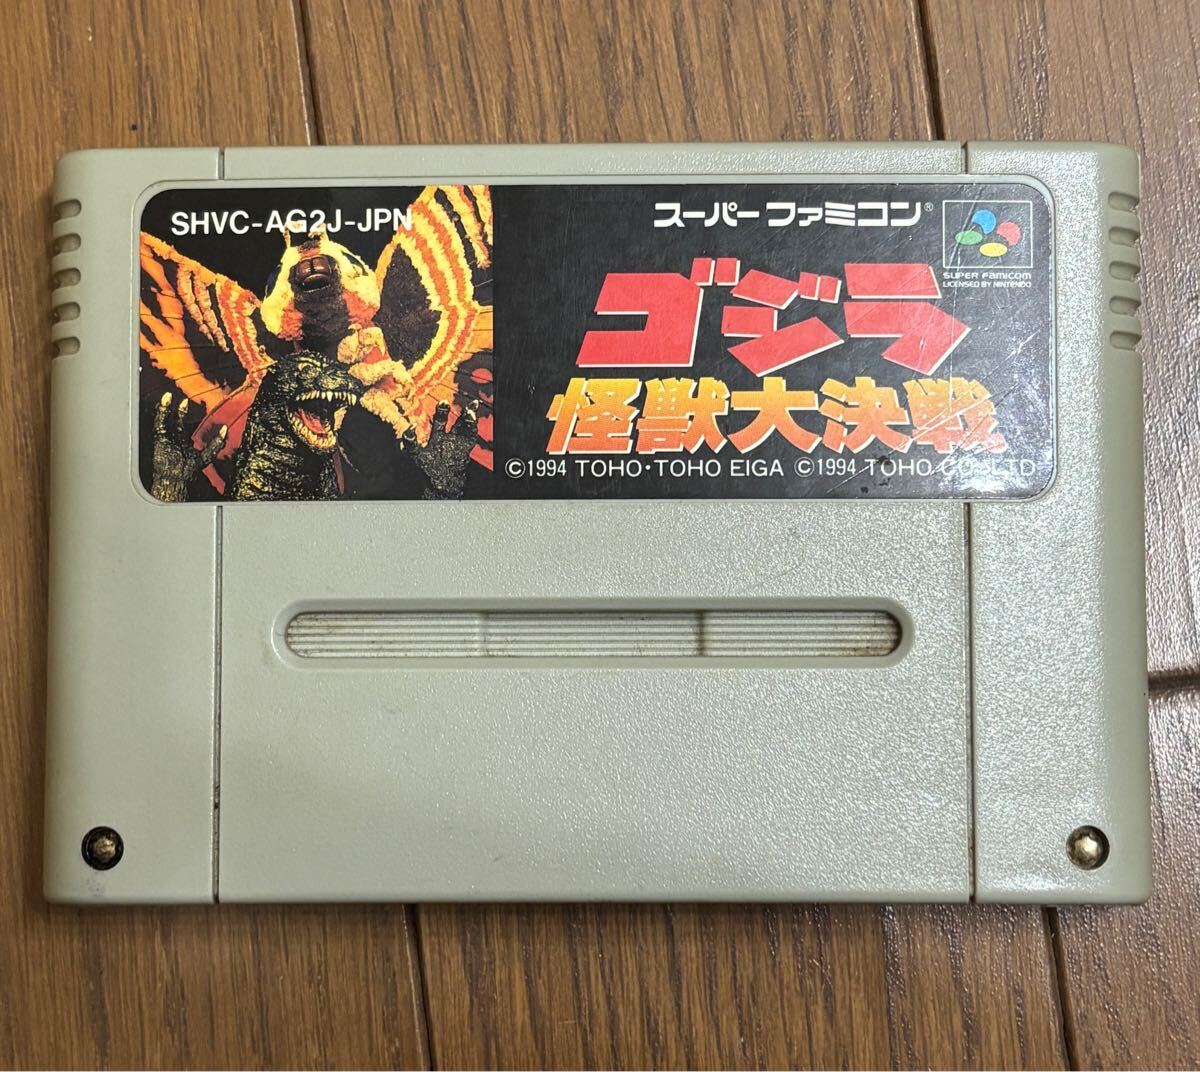 SHVC-AG2J-JPN
スーパーファミコン®
SUPER FAMICOM
LICENSED BY NINTENDO
ゴジラ
怪獣大決戦
©1994 TOHO・TOHO EIGA ©1994 TOHO CO.,LTD